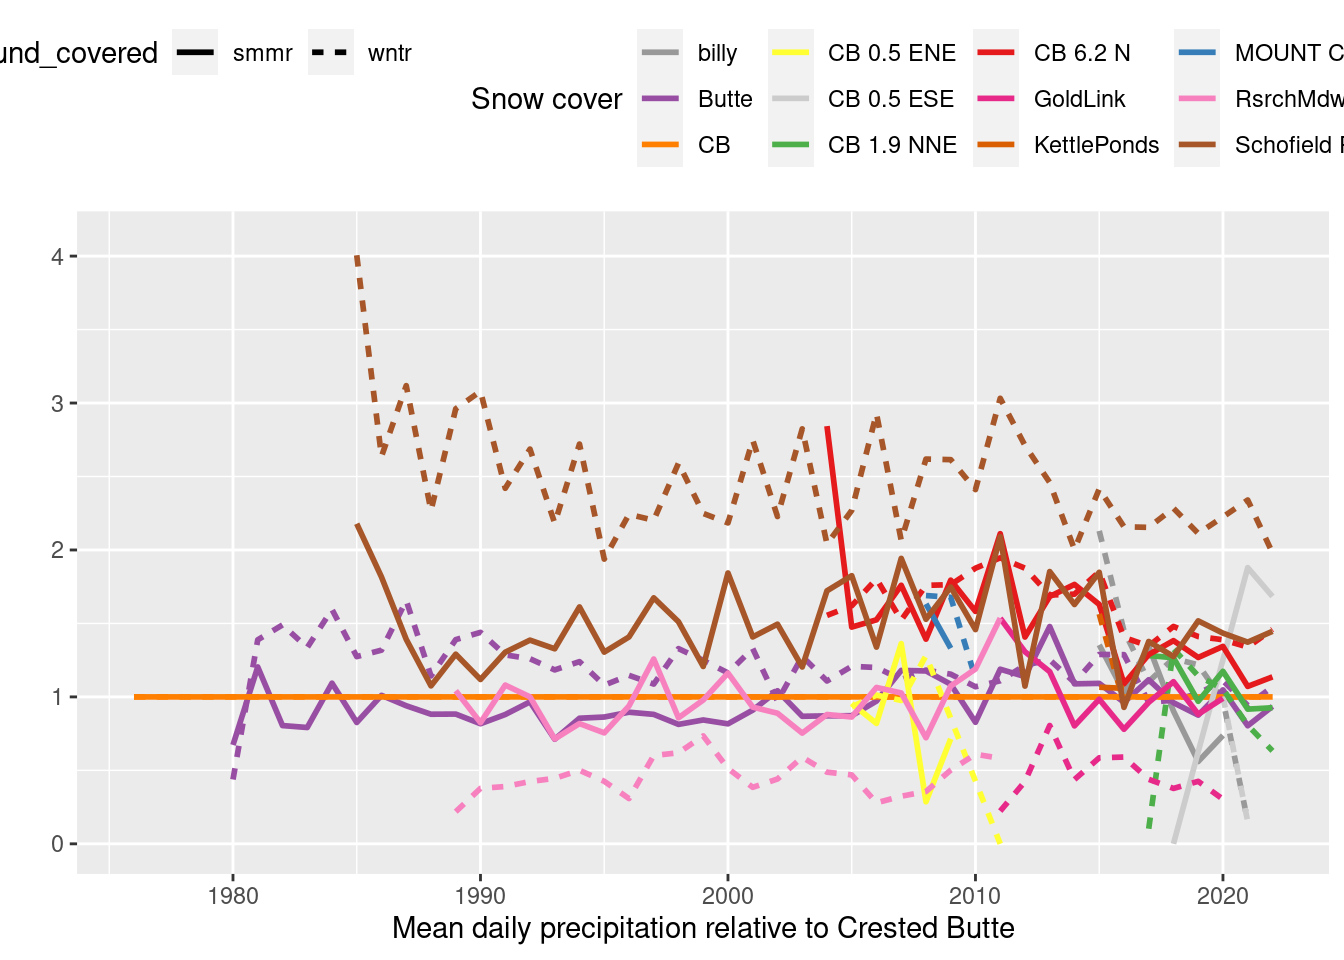 und_covered smmr wntr
Snow cover
billy CB 0.5 ENE CB 6.2 N MOUNT C
Butte CB 0.5 ESE GoldLink RsrchMdw
CB CB 1.9 NNE KettlePonds Schofield
4
3
2
1
0
1980 1990 2000 2010 2020
Mean daily precipitation relative to Crested Butte